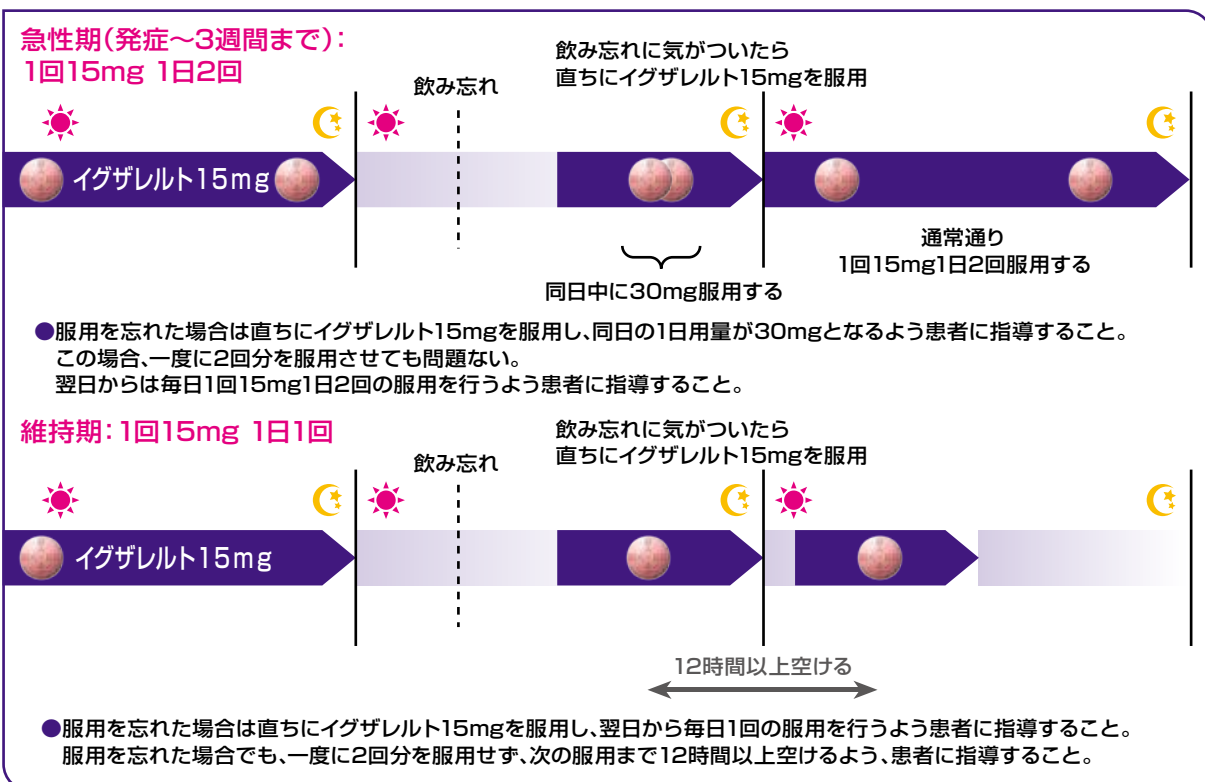 急性期(発症〜3週間まで):
1回15mg 1日2回
飲み忘れ
飲み忘れに気がついたら
直ちにイグザレルト15mgを服用
イグザレルト15mg
同日中に30mg服用する
通常通り
1回15mg1日2回服用する
●服用を忘れた場合は直ちにイグザレルト15mgを服用し、同日の1日用量が30mgとなるよう患者に指導すること。
この場合、一度に2回分を服用させても問題ない。
翌日からは毎日1回15mg1日2回の服用を行うよう患者に指導すること。
維持期:1回15mg 1日1回
飲み忘れ
飲み忘れに気がついたら
直ちにイグザレルト15mgを服用
イグザレルト15mg
12時間以上空ける
●服用を忘れた場合は直ちにイグザレルト15mgを服用し、翌日から毎日1回の服用を行うよう患者に指導すること。
服用を忘れた場合でも、一度に2回分を服用せず、次の服用まで12時間以上空けるよう、患者に指導すること。